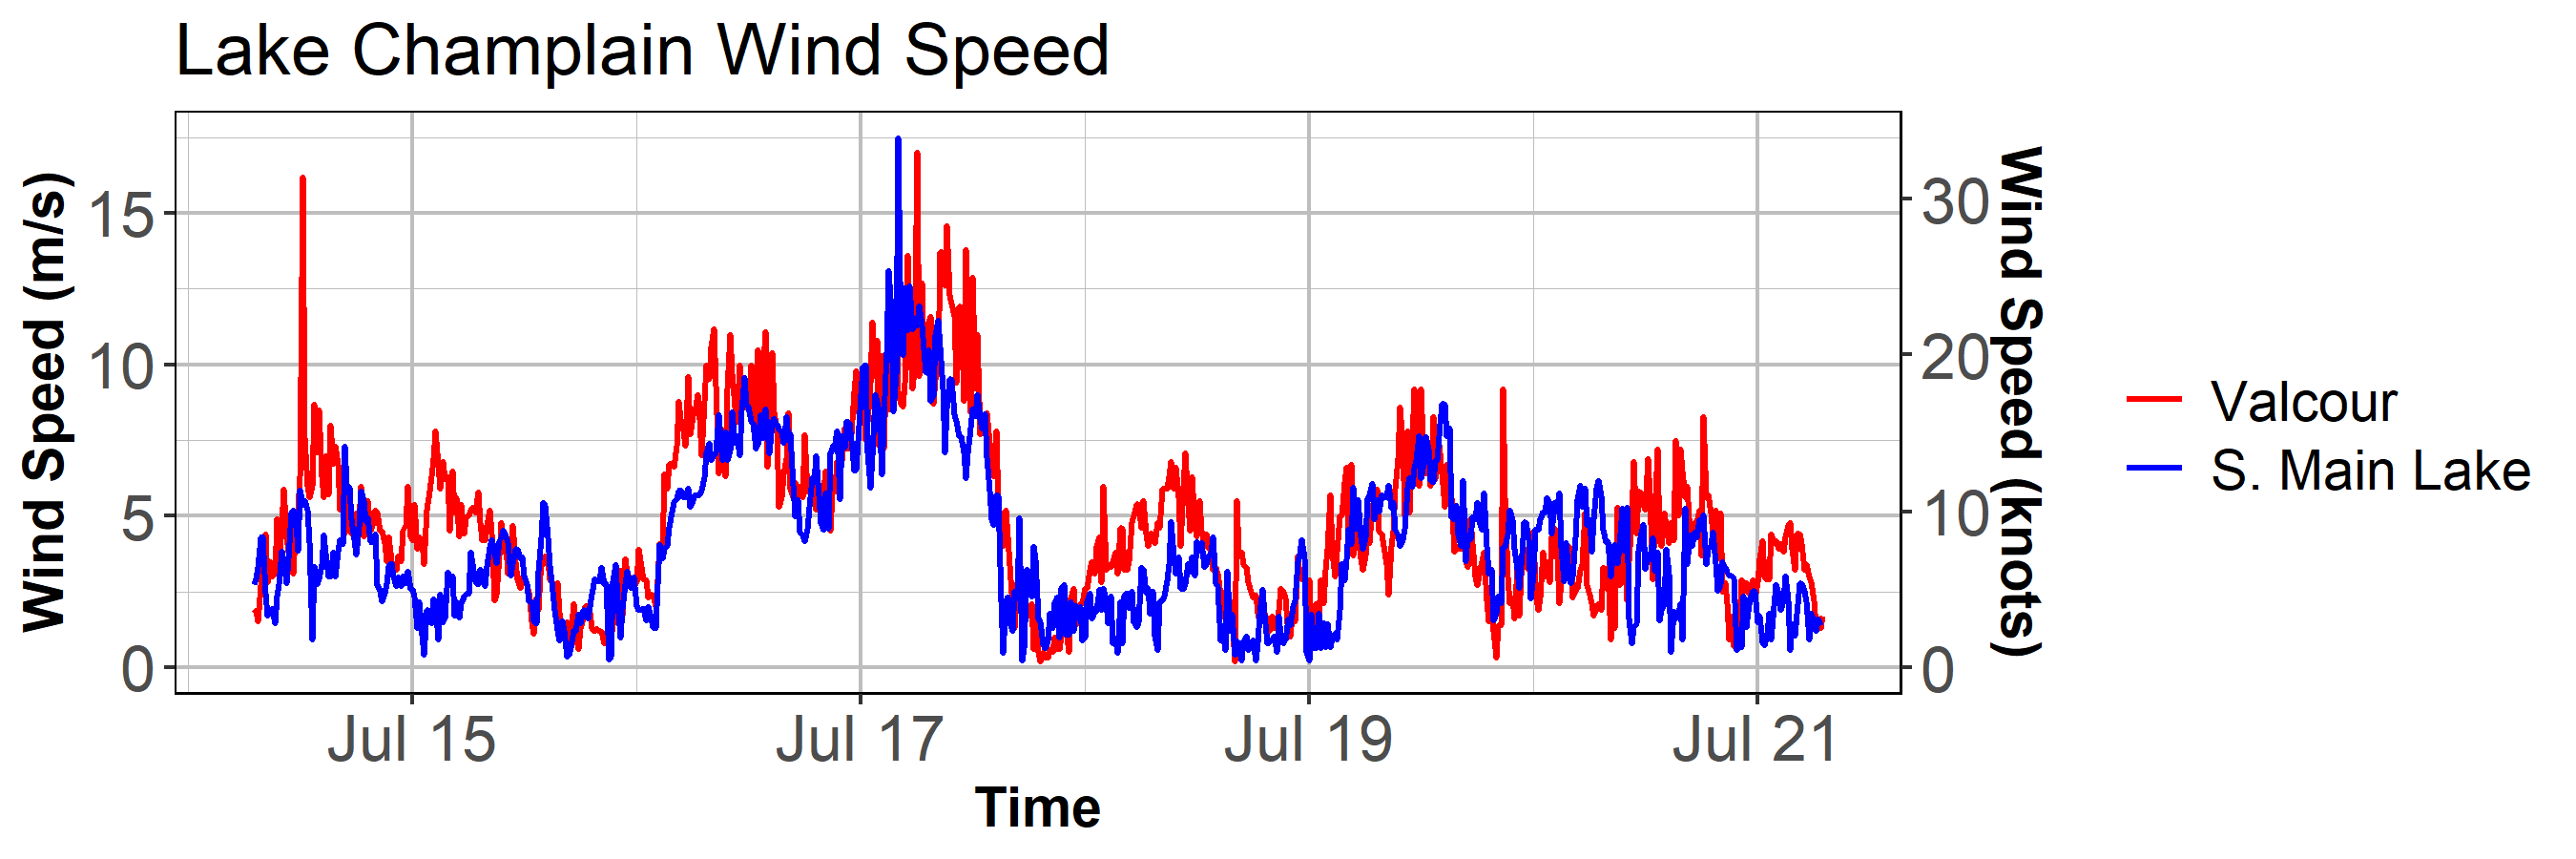 Lake Champlain Wind Speed
Wind Speed (m/s)
15
10
5
0
30
20
10
0
Wind Speed (knots)
Jul 15
Jul 17
Jul 19
Jul 21
Time
Valcour
S. Main Lake